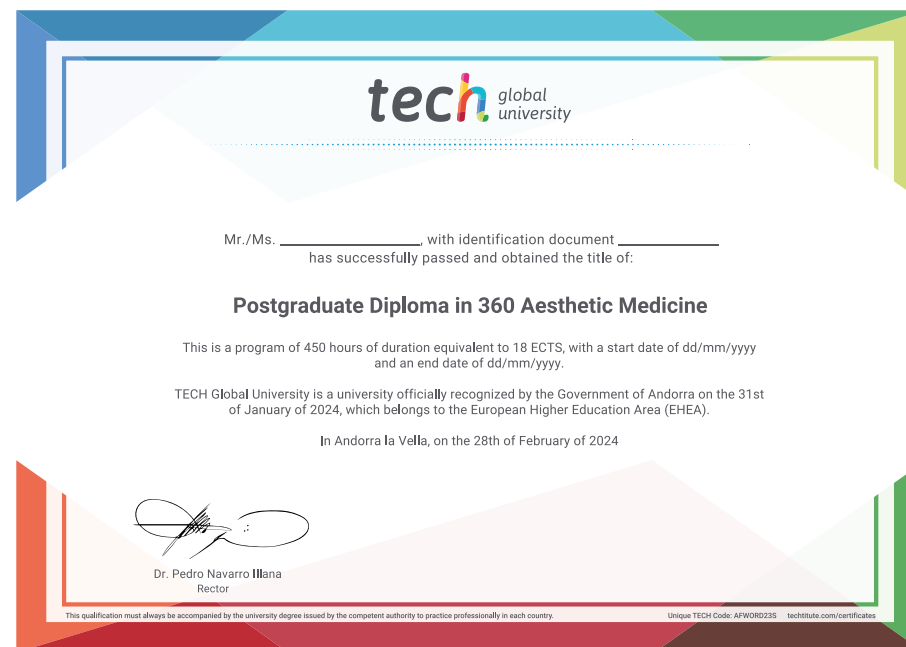 tech global
university
Mr./Ms. ____________, with identification document ____________
has successfully passed and obtained the title of:
Postgraduate Diploma in 360 Aesthetic Medicine
This is a program of 450 hours of duration equivalent to 18 ECTS, with a start date of dd/mm/yyyy
and an end date of dd/mm/yyyy.
TECH Global University is a university officially recognized by the Government of Andorra on the 31st
of January of 2024, which belongs to the European Higher Education Area (EHEA).
In Andorra la Vella, on the 28th of February of 2024
Dr. Pedro Navarro Illana
Rector
This qualification must always be accompanied by the university degree issued by the competent authority to practice professionally in each country. Unique TECH Code: AFWORD23S techtitute.com/certificates